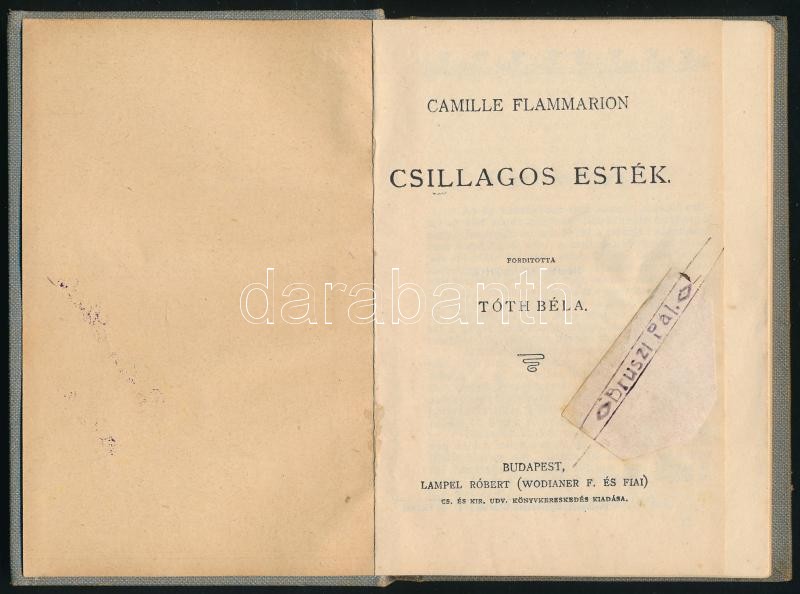 CAMILLE FLAMMARION
CSILLAGOS ESTÉK.
FORDITOTTA
darabanth
TÓTH BÉLA.
Bruszt Pál.
BUDAPEST,
LAMPEL RÓBERT (WODIANER F. ÉS FIAI)
CS. ÉS KIR. UDV. KÖNYVKERESKEDÉS KIADÁSA.